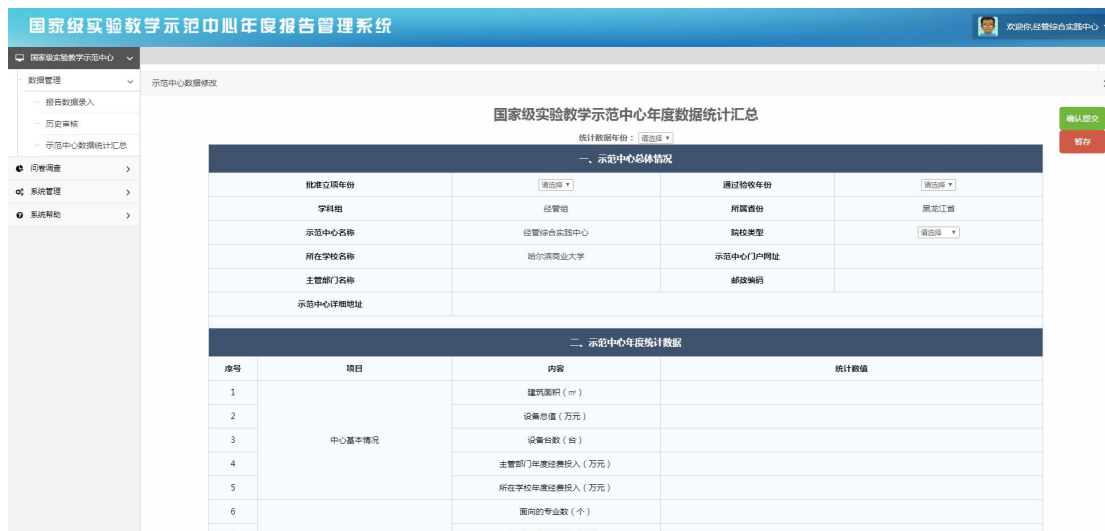 国家级实验教学示范中心年度报告管理系统
欢迎你,经管综合实践中心
国家级实验教学示范中心
数据管理
报告数据录入
历史审核
示范中心数据统计汇总
问卷调查
系统管理
系统帮助
示范中心数据修改
国家级实验教学示范中心年度数据统计汇总
确认提交
暂存
统计数据年份： 请选择
一、示范中心总体情况
批准立项年份 请选择 通过验收年份 请选择
学科组 经管组 所属省份 黑龙江省
示范中心名称 经管综合实践中心 院校类型 请选择
所在学校名称 哈尔滨商业大学 示范中心门户网址
主管部门名称 邮政编码
示范中心详细地址
二、示范中心年度统计数据
序号 项目 内容 统计数值
1 建筑面积（㎡）
2 设备总值（万元）
3 中心基本情况 设备台数（台）
4 主管部门年度经费投入（万元）
5 所在学校年度经费投入（万元）
6 面向的专业数（个）